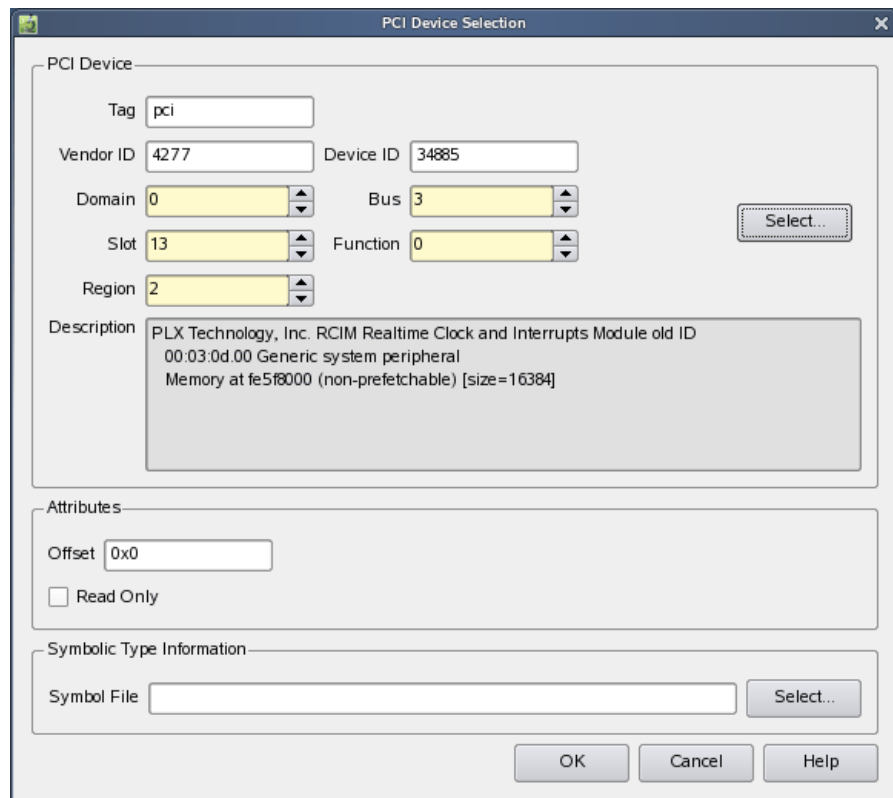 PCI Device Selection
PCI Device
Tag pci
Vendor ID 4277 Device ID 34885
Domain 0 Bus 3
Select...
Slot 13 Function 0
Region 2
Description PLX Technology, Inc. RCIM Realtime Clock and Interrupts Module old ID
00:03:0d.00 Generic system peripheral
Memory at fe5f8000 (non-prefetchable) [size=16384]
Attributes
Offset 0x0
Read Only
Symbolic Type Information
Symbol File Select...
OK Cancel Help